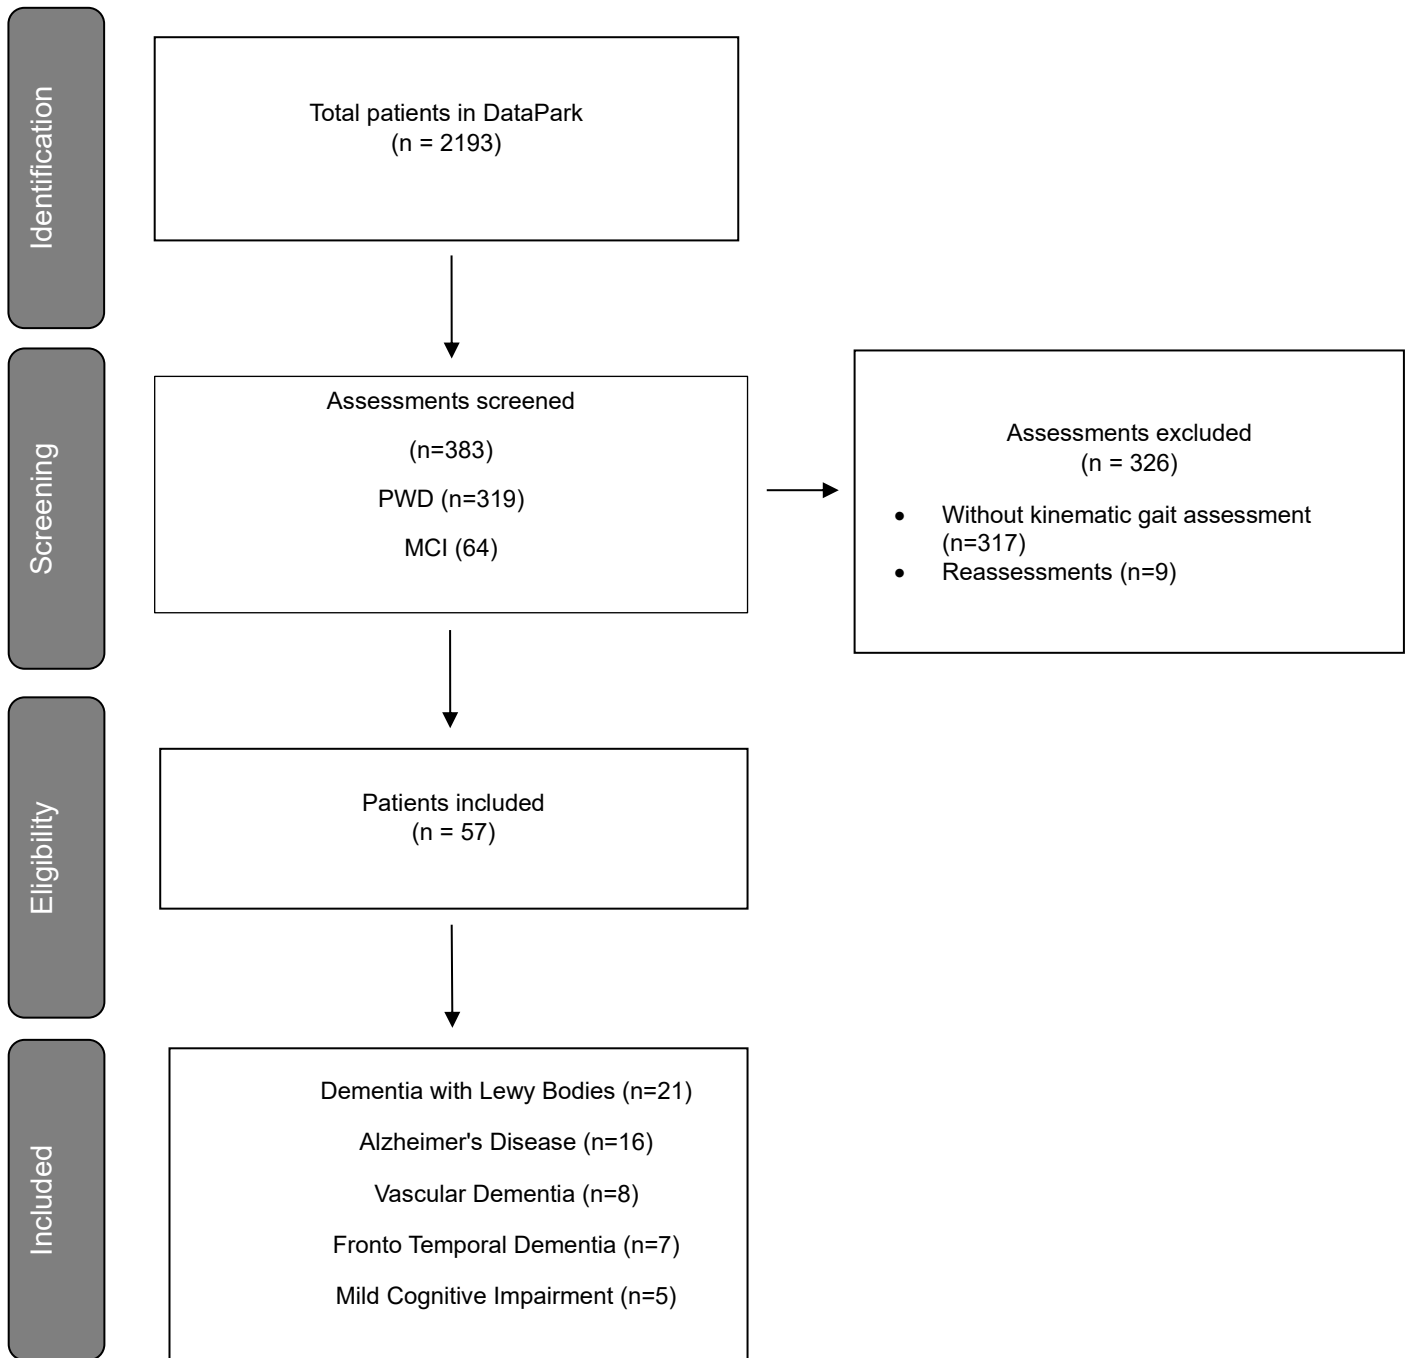 Identification
Total patients in DataPark
(n = 2193)
Screening
Assessments screened
(n=383)
PWD (n=319)
MCI (64)
Assessments excluded
(n = 326)
• Without kinematic gait assessment
(n=317)
• Reassessments (n=9)
Eligibility
Patients included
(n = 57)
Included
Dementia with Lewy Bodies (n=21)
Alzheimer's Disease (n=16)
Vascular Dementia (n=8)
Fronto Temporal Dementia (n=7)
Mild Cognitive Impairment (n=5)